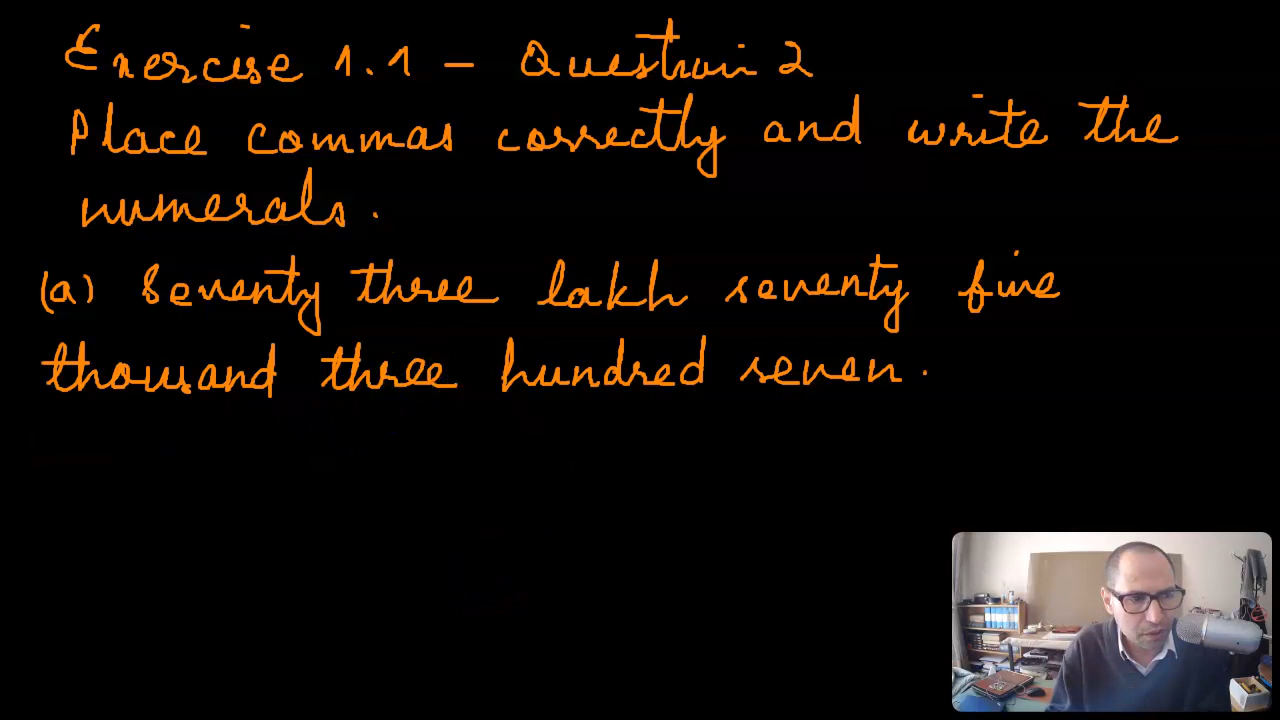 Exercise 1.1 – Question 2
Place commas correctly and write the
numerals.
(a) Seventy three lakh seventy five
thousand three hundred seven.